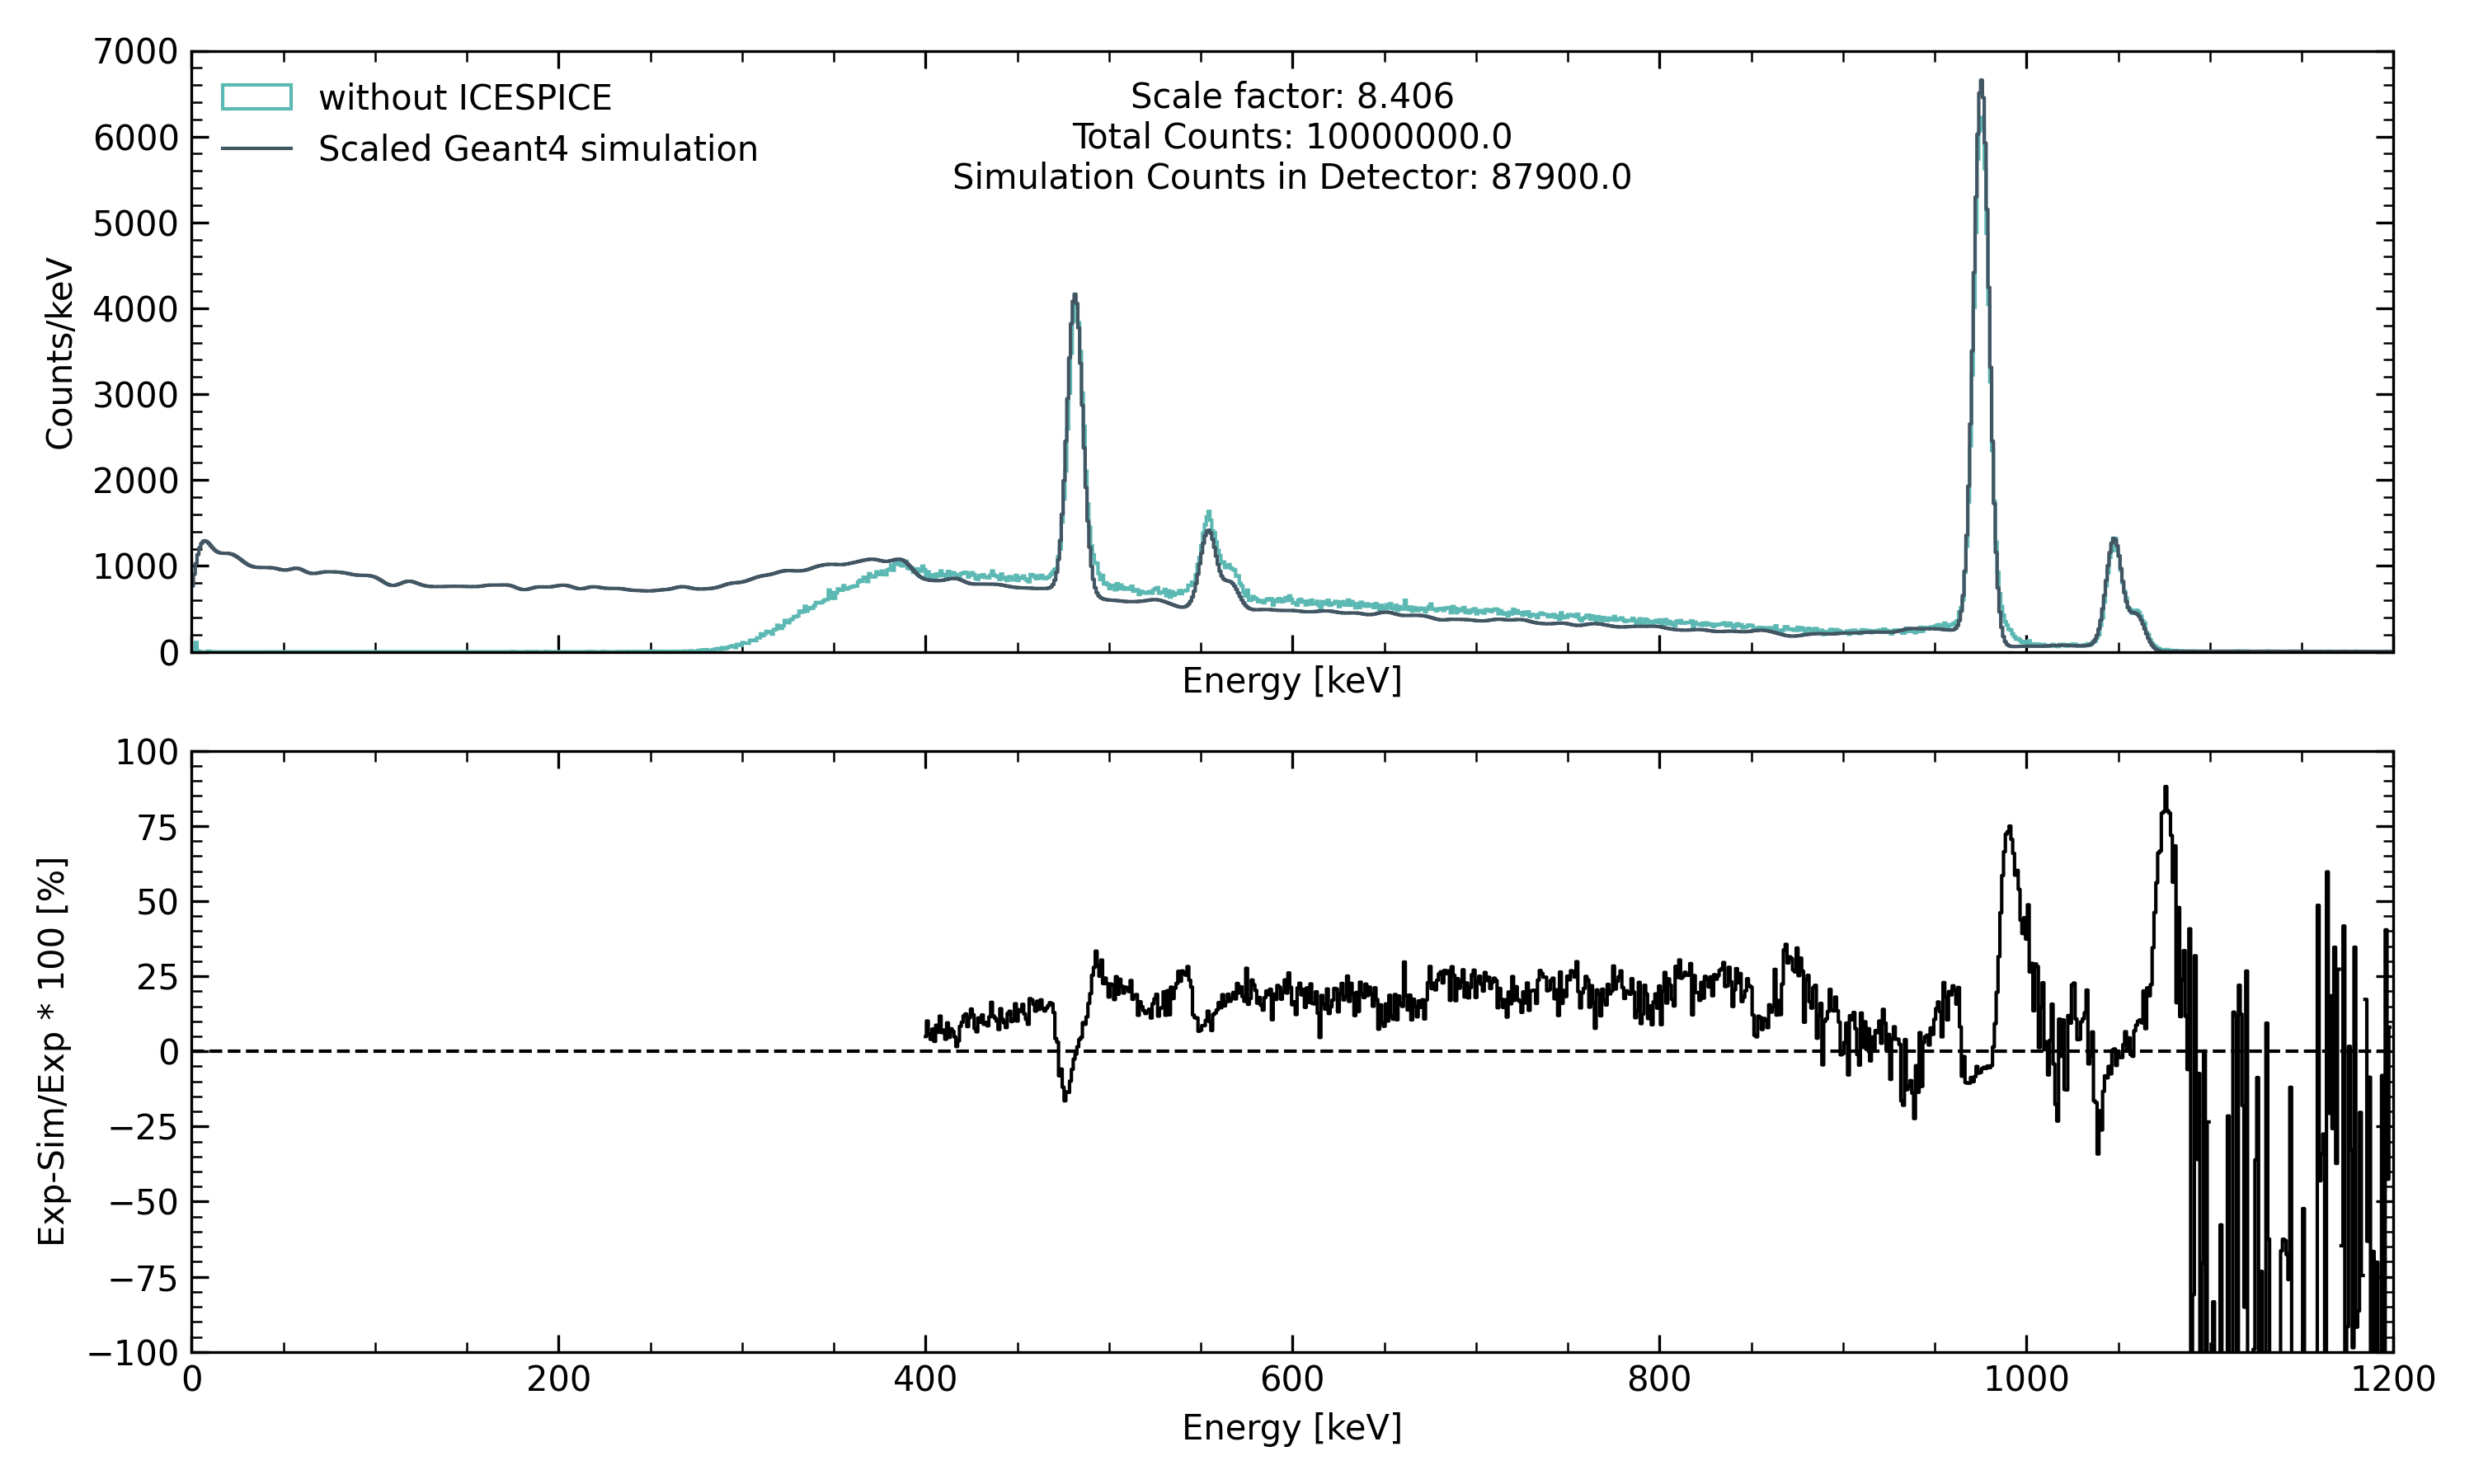 7000
6000
5000
4000
3000
2000
1000
0
Counts/keV
without ICESPICE
Scaled Geant4 simulation
Scale factor: 8.406
Total Counts: 10000000.0
Simulation Counts in Detector: 87900.0
Energy [keV]
100
75
50
25
0
−25
−50
−75
−100
Exp-Sim/Exp * 100 [%]
0 200 400 600 800 1000 1200
Energy [keV]